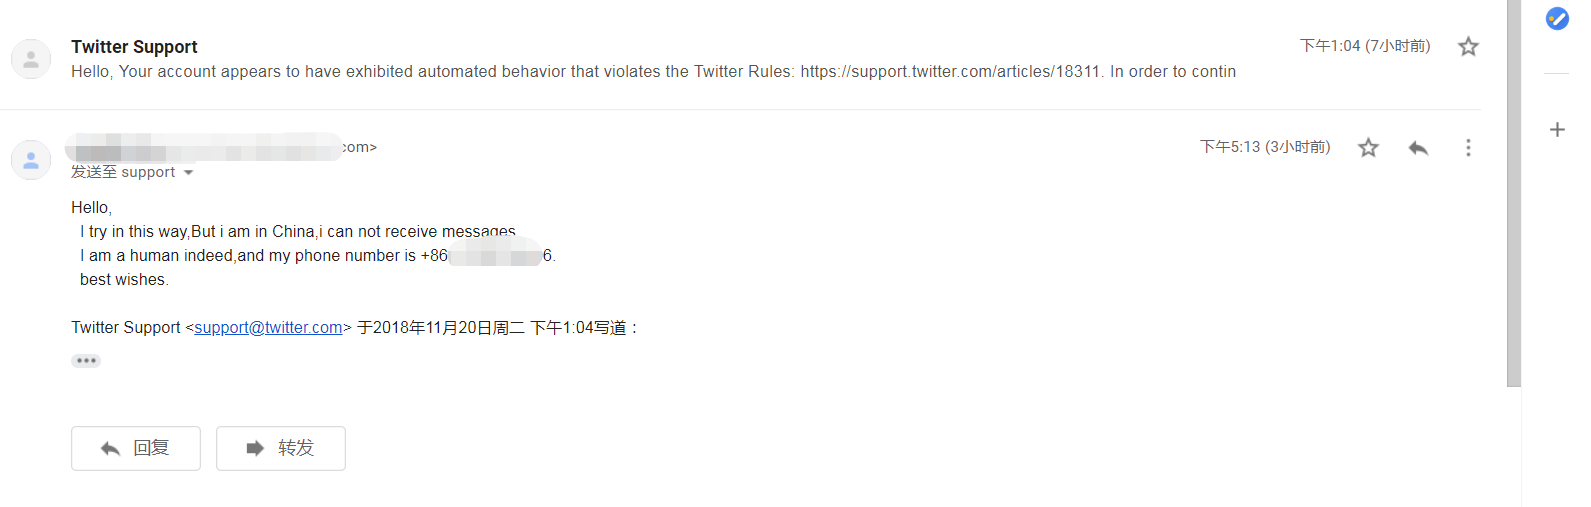 Twitter Support
下午1:04 (7小时前)
Hello, Your account appears to have exhibited automated behavior that violates the Twitter Rules: https://support.twitter.com/articles/18311. In order to contin
com>
下午5:13 (3小时前)
发送至 support
Hello,
I try in this way,But i am in China,i can not receive messages
I am a human indeed,and my phone number is +86 6.
best wishes.
Twitter Support <support@twitter.com> 于2018年11月20日周二 下午1:04写道：
回复
转发